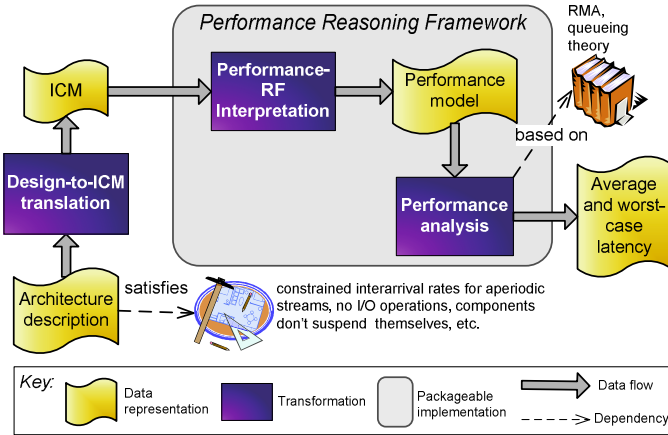 Performance Reasoning Framework
RMA,
queueing
theory
ICM
Performance-
RF
Interpretation
Performance
model
based on
Design-to-ICM
translation
Performance
analysis
Average
and worst-
case
latency
Architecture
description
satisfies
constrained interarrival rates for aperiodic
streams, no I/O operations, components
don't suspend themselves, etc.
Key:
Data
representation
Transformation
Packageable
implementation
Data flow
Dependency